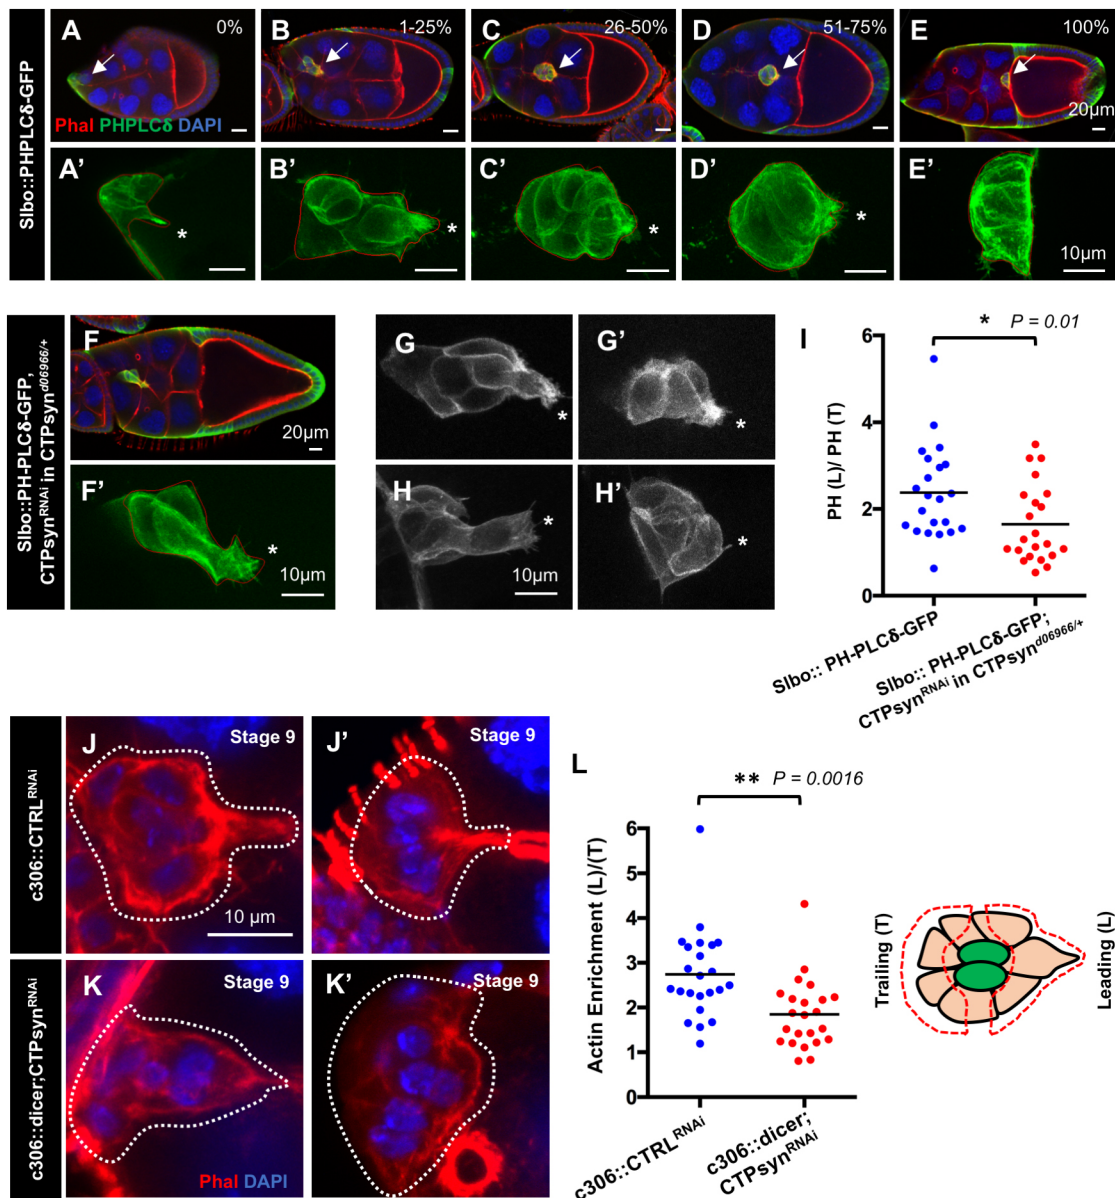 Slbo::PHPLCδ-GFP
A
0%
Phal PHPLCδ DAPI
B
1-25%
C
26-50%
D
51-75%
E
100%
20µm
A’
*
B’
*
C’
*
D’
*
E’
10µm
Slbo::PH-PLCδ-GFP,
CTPsynRNAi in CTPsynd06966/+
F
20µm
F’
*
10µm
G
*
G’
*
H
*
10µm
H’
*
I
* P = 0.01
PH (L)/ PH (T)
6
4
2
0
Slbo:: PH-PLCδ-GFP
Slbo:: PH-PLCδ-GFP;
CTPsynRNAi in CTPsynd06966/+
c306::CTRLRNAi
J
Stage 9
10 µm
J’
Stage 9
c306::dicer;CTPsynRNAi
K
Stage 9
Phal DAPI
K’
Stage 9
L
** P = 0.0016
Actin Enrichment (L)/(T)
6
5
4
3
2
1
0
c306::CTRLRNAi
c306::dicer;
CTPsynRNAi
Trailing (T)
Leading (L)